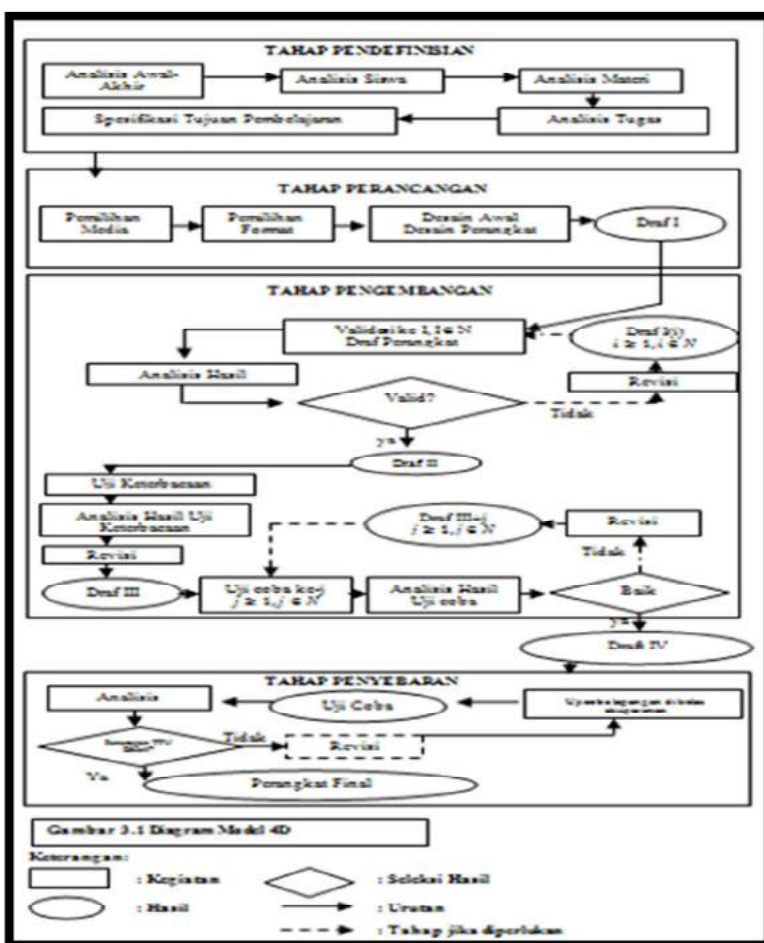 TAHAP PENDEFINISIAN
Analisis Awal-
Akhir
Analisis Siswa
Analisis Materi
Spesifikasi Tujuan Pembelajaran
Analisis Tugas
TAHAP PERANCANGAN
Pemilihan
Media
Pemilihan
Format
Desain Awal
Desain Perangkat
Draf I
TAHAP PENGEMBANGAN
Validasi ke I, I ∈ N
Draf Perangkat
Draf I(i)
i ≥ 1, i ∈ N
Analisis Hasil
Revisi
Valid?
Tidak
ya
Draf II
Uji Keterbacaan
Analisis Hasil Uji
Keterbacaan
Draf III+j
j ≥ 1, j ∈ N
Revisi
Revisi
Tidak
Draf III
Uji coba ke-j
j ≥ 1, j ∈ N
Analisis Hasil
Uji coba
Baik
ya
Draft IV
TAHAP PENYEBARAN
Analisis
Uji Coba
Tidak
Revisi
Ya
Perangkat Final
Gambar 3.1 Diagram Model 4D
Keterangan:
: Kegiatan
: Seleksi Hasil
: Hasil
: Urutan
: Tahap jika diperlukan